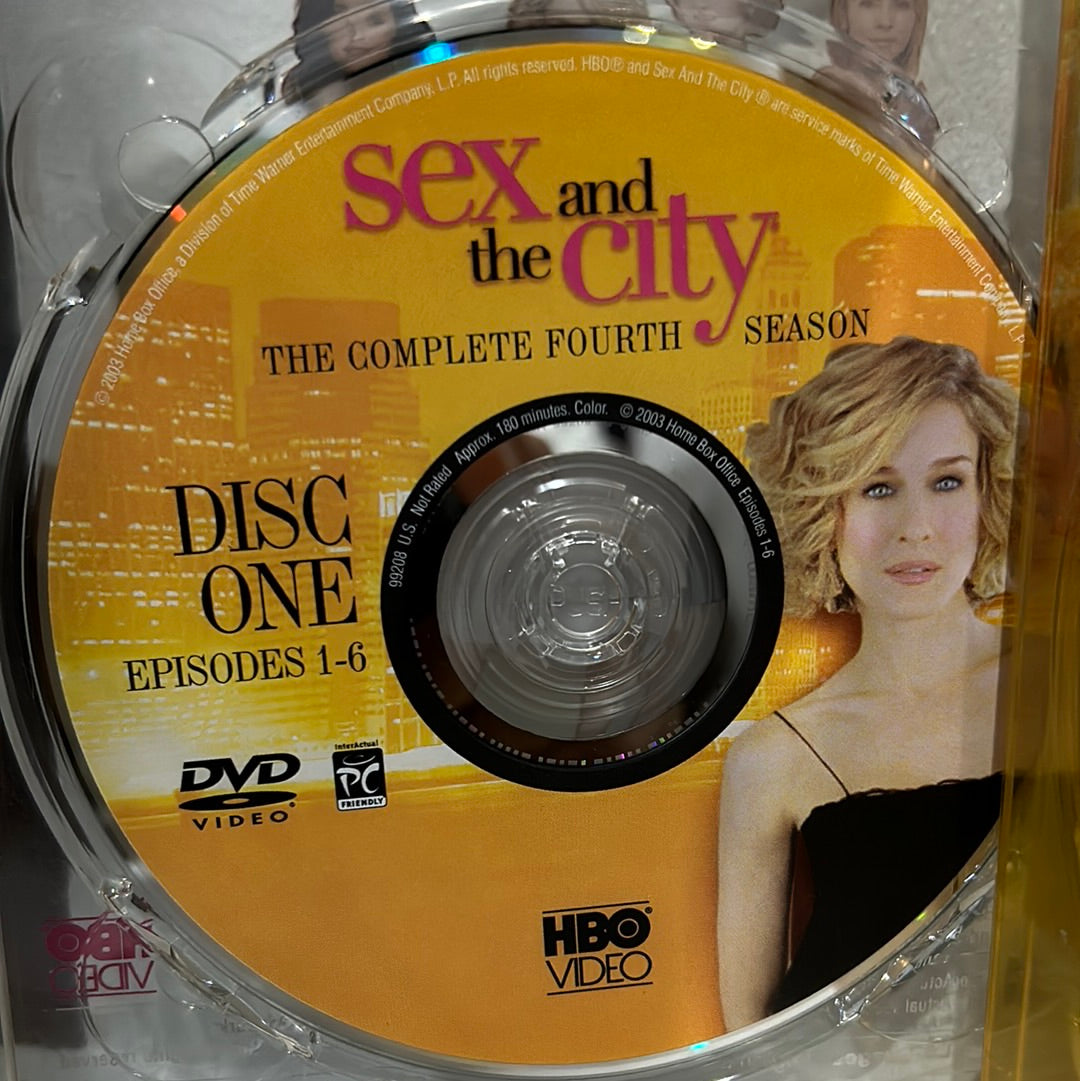 © 2003 Home Box Office, a Division of Time Warner Entertainment Company, L.P. All rights reserved. HBO® and Sex And The City ® are service marks of Time Warner Entertainment Company, L.P.
sex and
the city
THE COMPLETE FOURTH SEASON
99208 U.S. Not Rated Approx. 180 minutes. Color. © 2003 Home Box Office. Episodes 1-6
DISC
ONE
EPISODES 1-6
DVD
VIDEO
InterActual
PC
FRIENDLY
HBO®
VIDEO
HBO
VIDEO